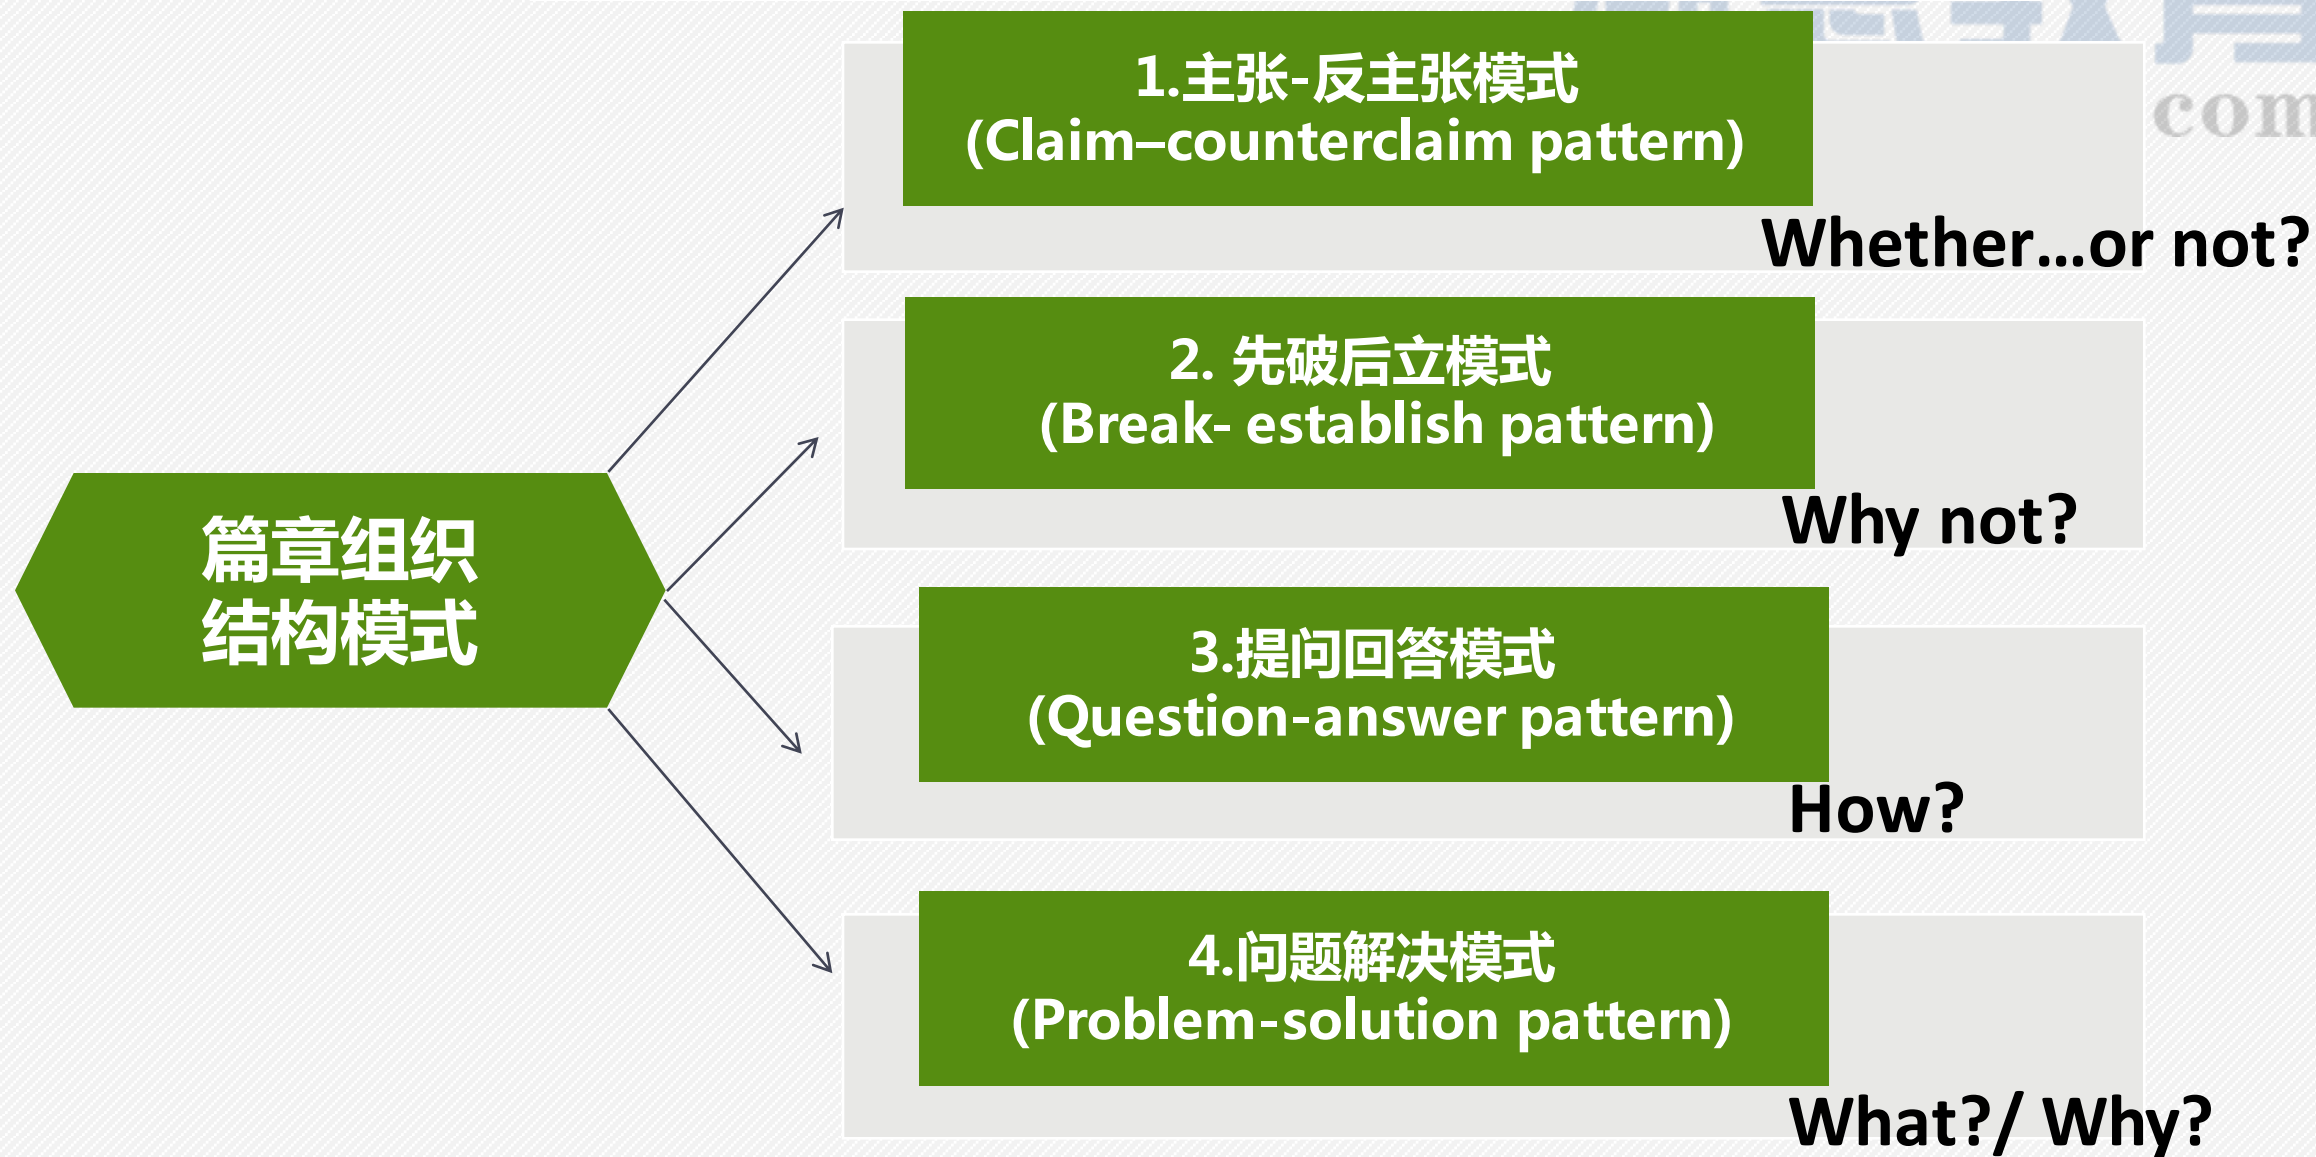 1.主张-反主张模式
(Claim–counterclaim pattern)
Whether...or not?
2. 先破后立模式
(Break- establish pattern)
Why not?
篇章组织
结构模式
3.提问回答模式
(Question-answer pattern)
How?
4.问题解决模式
(Problem-solution pattern)
What?/ Why?
com